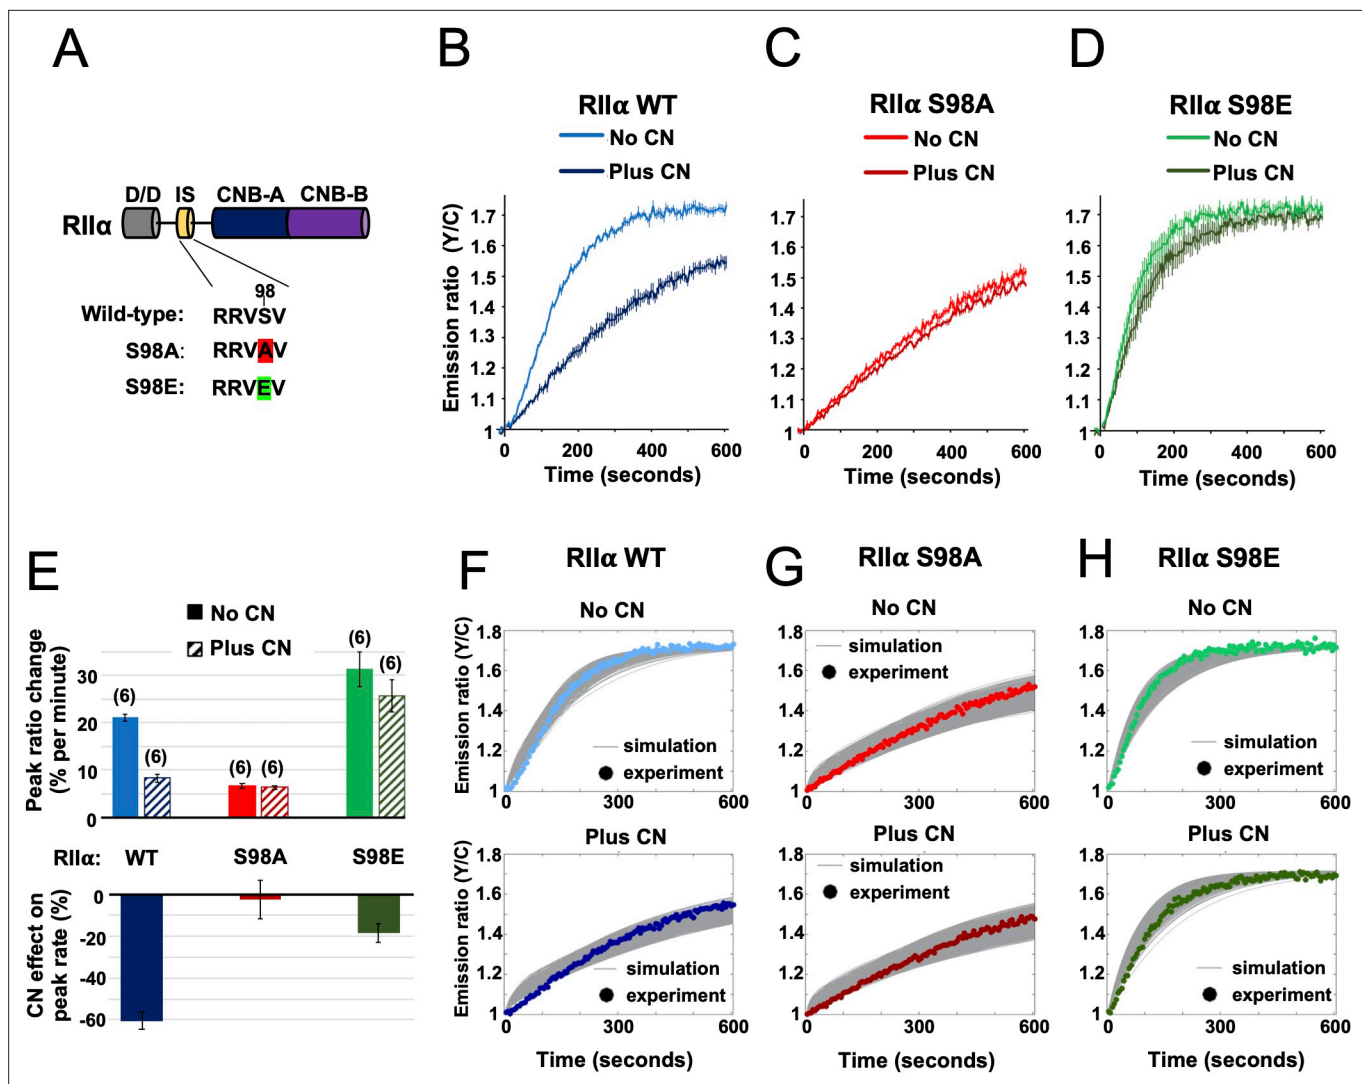 A
D/D IS CNB-A CNB-B
RIIα
98
Wild-type: RRVSV
S98A: RRVAV
S98E: RRVEV
B
RIIα WT
No CN
Plus CN
Emission ratio (Y/C)
1.7
1.6
1.5
1.4
1.3
1.2
1.1
1
0 200 400 600
Time (seconds)
C
RIIα S98A
No CN
Plus CN
1.7
1.6
1.5
1.4
1.3
1.2
1.1
1
0 200 400 600
Time (seconds)
D
RIIα S98E
No CN
Plus CN
1.7
1.6
1.5
1.4
1.3
1.2
1.1
1
0 200 400 600
Time (seconds)
E
No CN
Plus CN
Peak ratio change
(% per minute)
30
20
10
0
(6) (6) (6) (6) (6) (6)
RIIα: WT S98A S98E
CN effect on
peak rate (%)
0
-20
-40
-60
F
RIIα WT
No CN
Emission ratio (Y/C)
1.8
1.6
1.4
1.2
1
simulation
experiment
0 300 600
Plus CN
Emission ratio (Y/C)
1.8
1.6
1.4
1.2
1
simulation
experiment
0 300 600
Time (seconds)
G
RIIα S98A
No CN
1.8
1.6
1.4
1.2
1
simulation
experiment
0 300 600
Plus CN
1.8
1.6
1.4
1.2
1
simulation
experiment
0 300 600
Time (seconds)
H
RIIα S98E
No CN
1.8
1.6
1.4
1.2
1
simulation
experiment
0 300 600
Plus CN
1.8
1.6
1.4
1.2
1
simulation
experiment
0 300 600
Time (seconds)